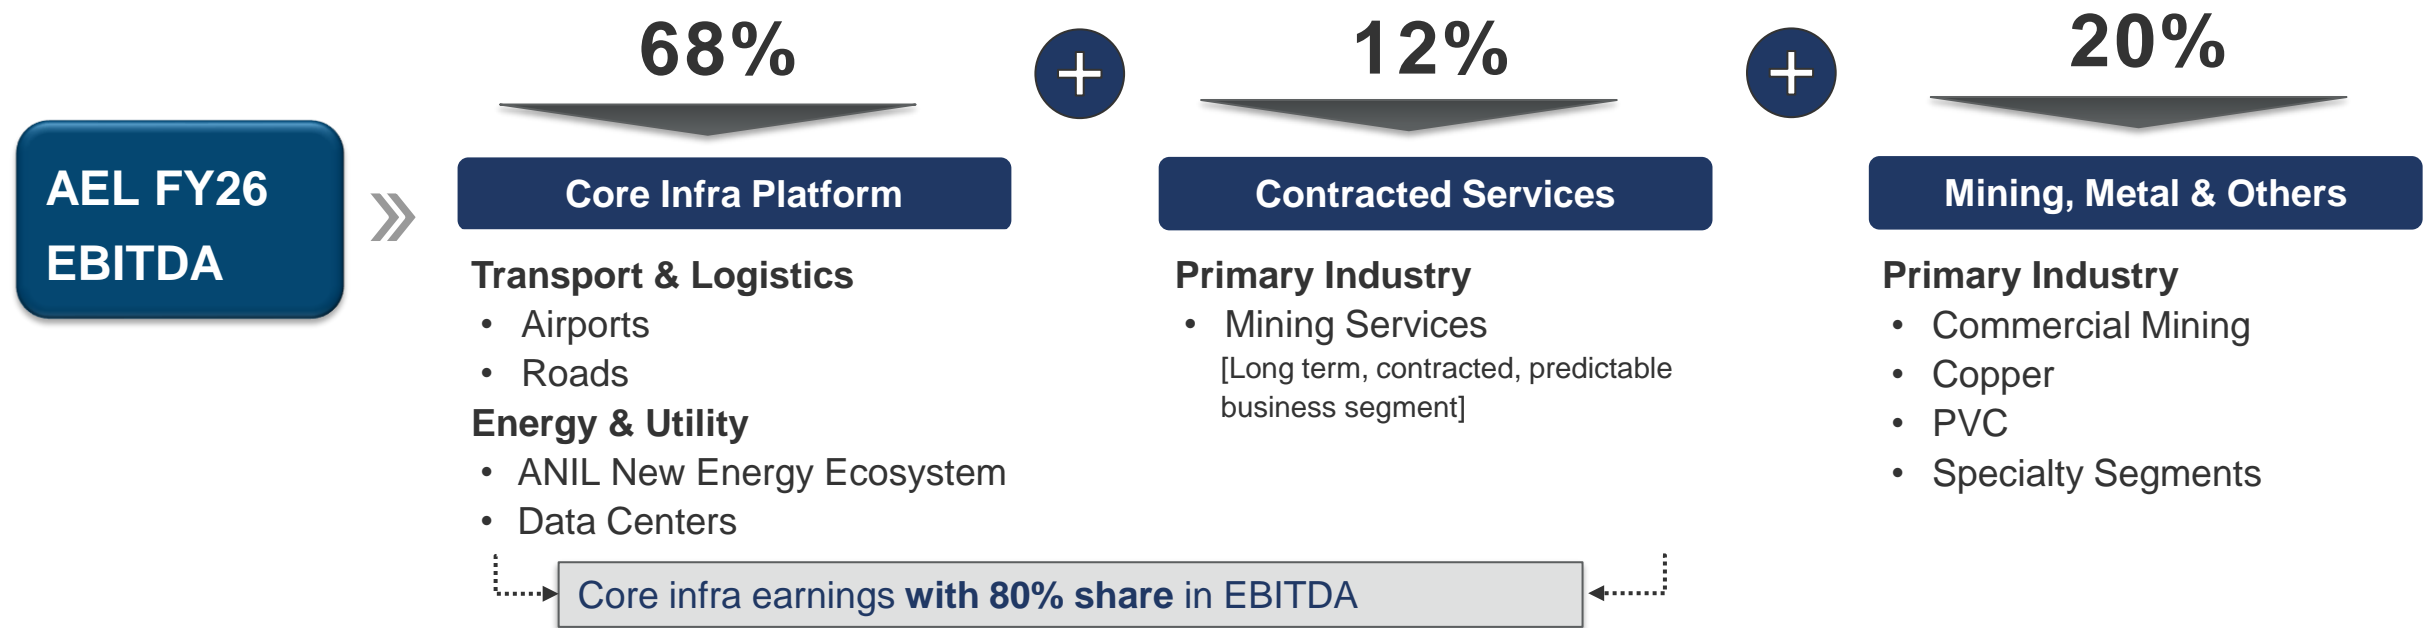 68%
+
12%
+
20%
AEL FY26
EBITDA
Core Infra Platform
Contracted Services
Mining, Metal & Others
Transport & Logistics
• Airports
• Roads
Energy & Utility
• ANIL New Energy Ecosystem
• Data Centers
Primary Industry
• Mining Services
[Long term, contracted, predictable
business segment]
Primary Industry
• Commercial Mining
• Copper
• PVC
• Specialty Segments
Core infra earnings with 80% share in EBITDA